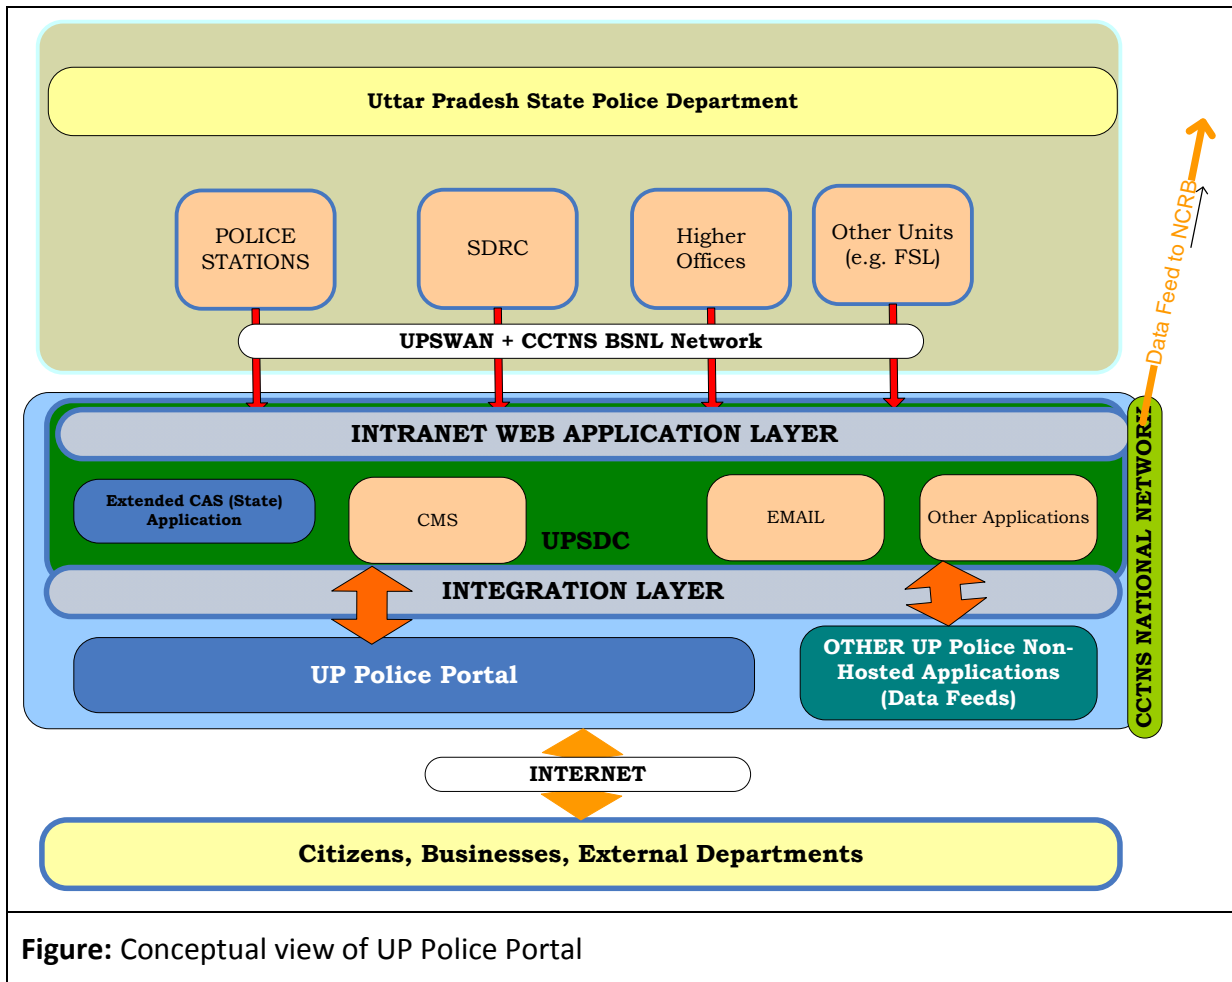 Uttar Pradesh State Police Department
POLICE
STATIONS
SDRC
Higher
Offices
Other Units
(e.g. FSL)
UPSWAN + CCTNS BSNL Network
Data Feed to NCRB
INTRANET WEB APPLICATION LAYER
Extended CAS (State)
Application
CMS
EMAIL
Other Applications
UPSDC
INTEGRATION LAYER
UP Police Portal
OTHER UP Police Non-
Hosted Applications
(Data Feeds)
CCTNS NATIONAL NETWORK
INTERNET
Citizens, Businesses, External Departments
Figure: Conceptual view of UP Police Portal